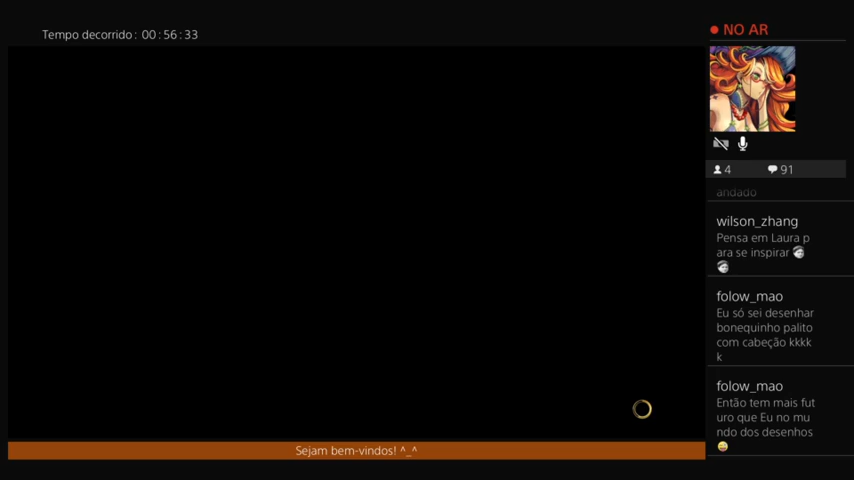 Tempo decorrido: 00:56:33
NO AR
4 91
andado
wilson_zhang
Pensa em Laura p
ara se inspirar
folow_mao
Eu só sei desenhar
bonequinho palito
com cabeção kkkk
k
folow_mao
Então tem mais fut
uro que Eu no mu
ndo dos desenhos
Sejam bem-vindos! ^_^